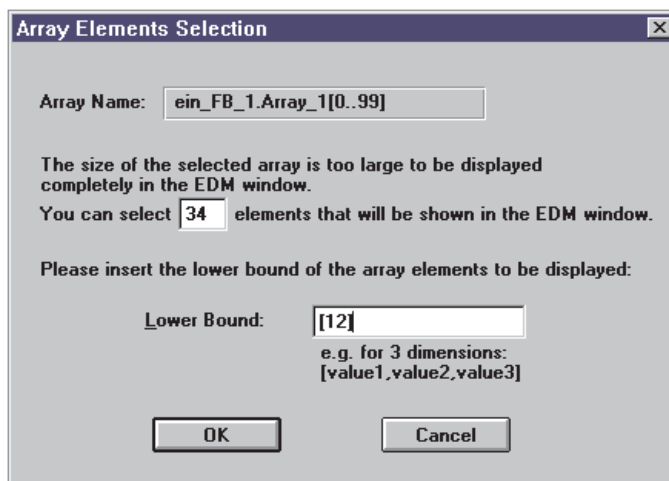 Array Elements Selection
Array Name: ein_FB_1.Array_1[0..99]
The size of the selected array is too large to be displayed
completely in the EDM window.
You can select 34 elements that will be shown in the EDM window.
Please insert the lower bound of the array elements to be displayed:
Lower Bound: [12]
e.g. for 3 dimensions:
[value1,value2,value3]
OK Cancel